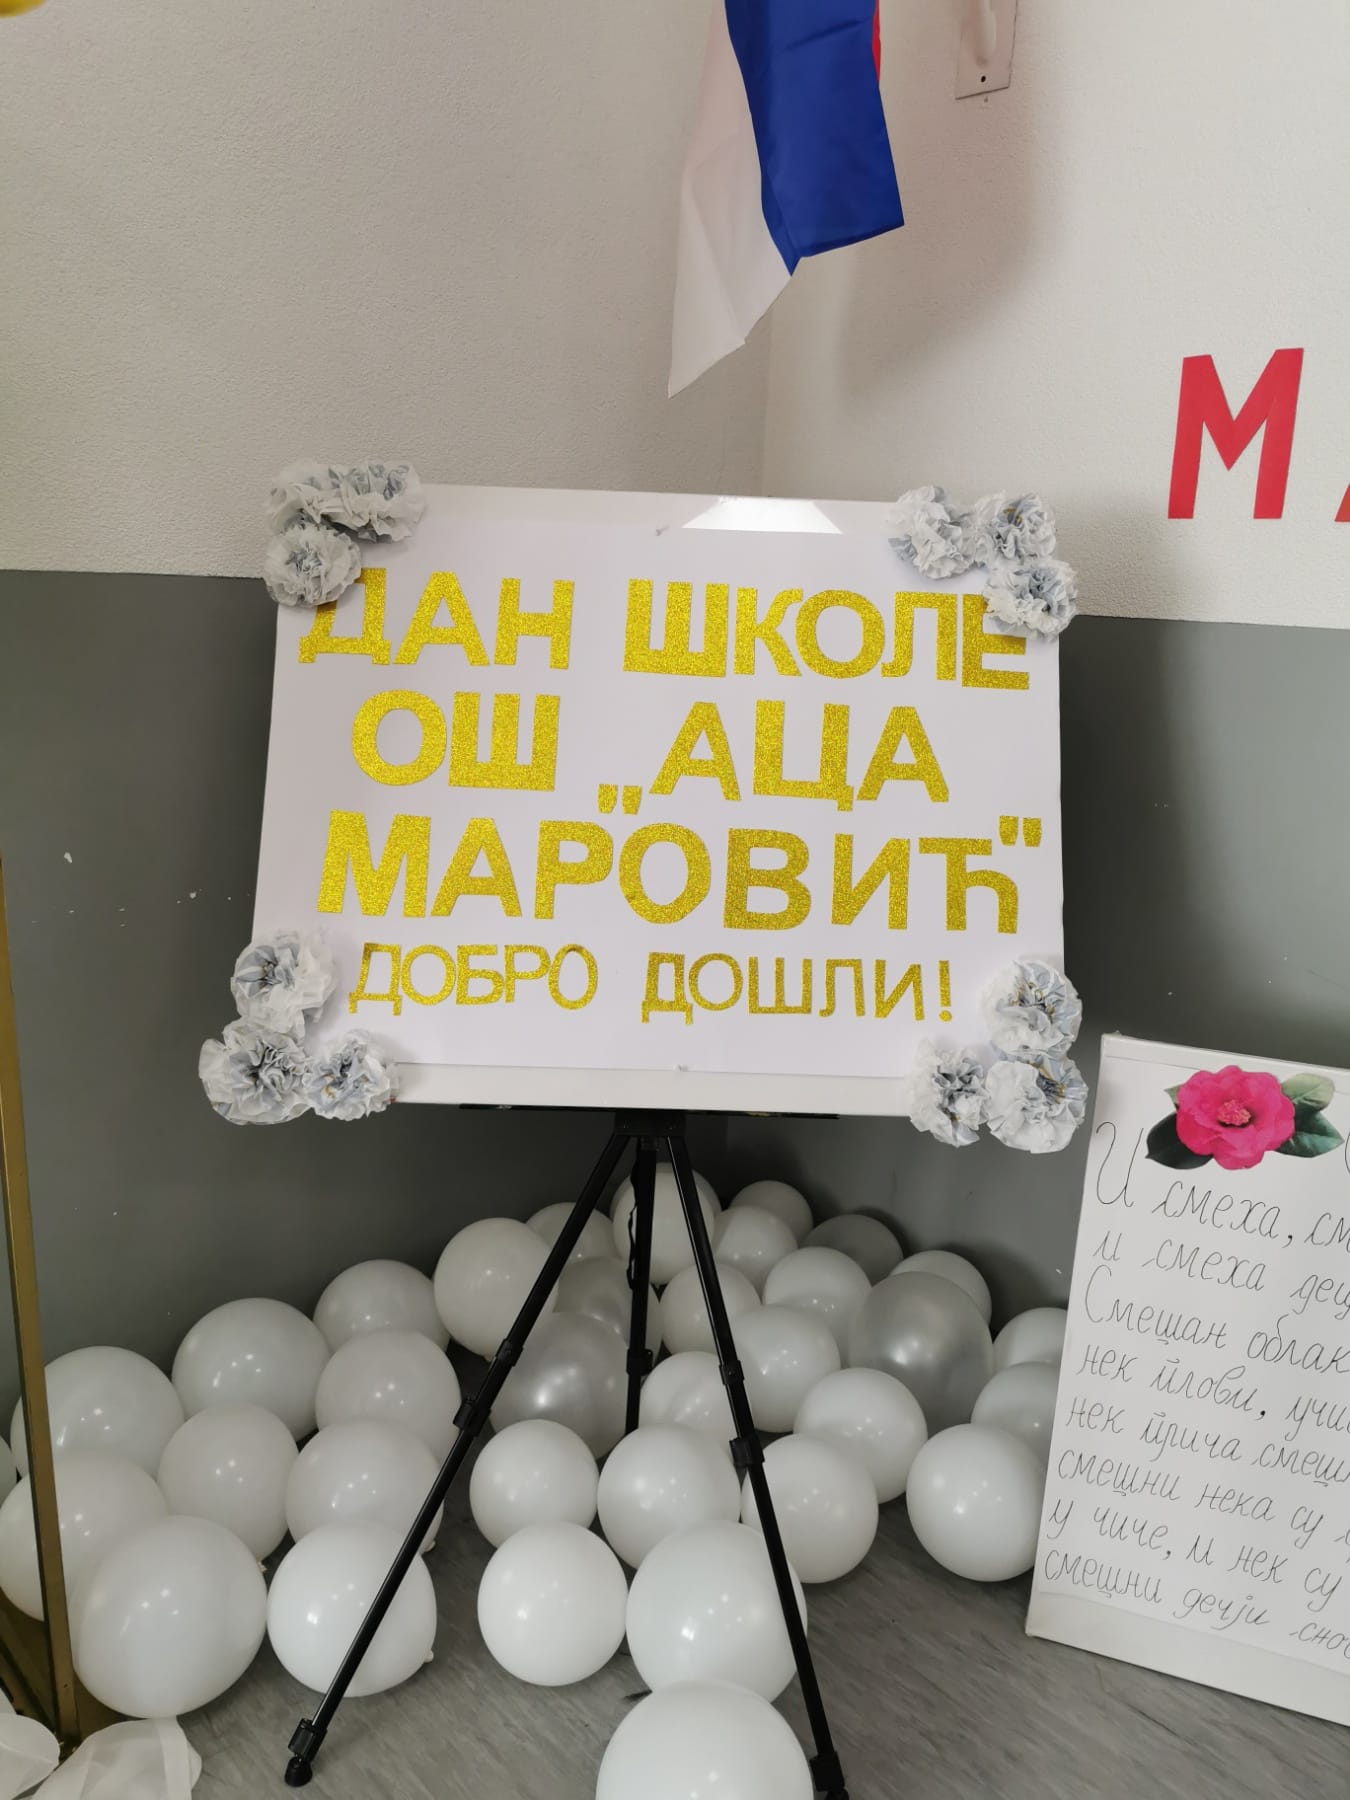 ДАН ШКОЛЕ
ОШ „АЦА
МАРОВИЋ"
ДОБРО ДОШЛИ!
И смеха,
и смеха
Смешан облак
нек плови,
нек прича
смешни нека су
у чиче, и нек су
смешни дечји